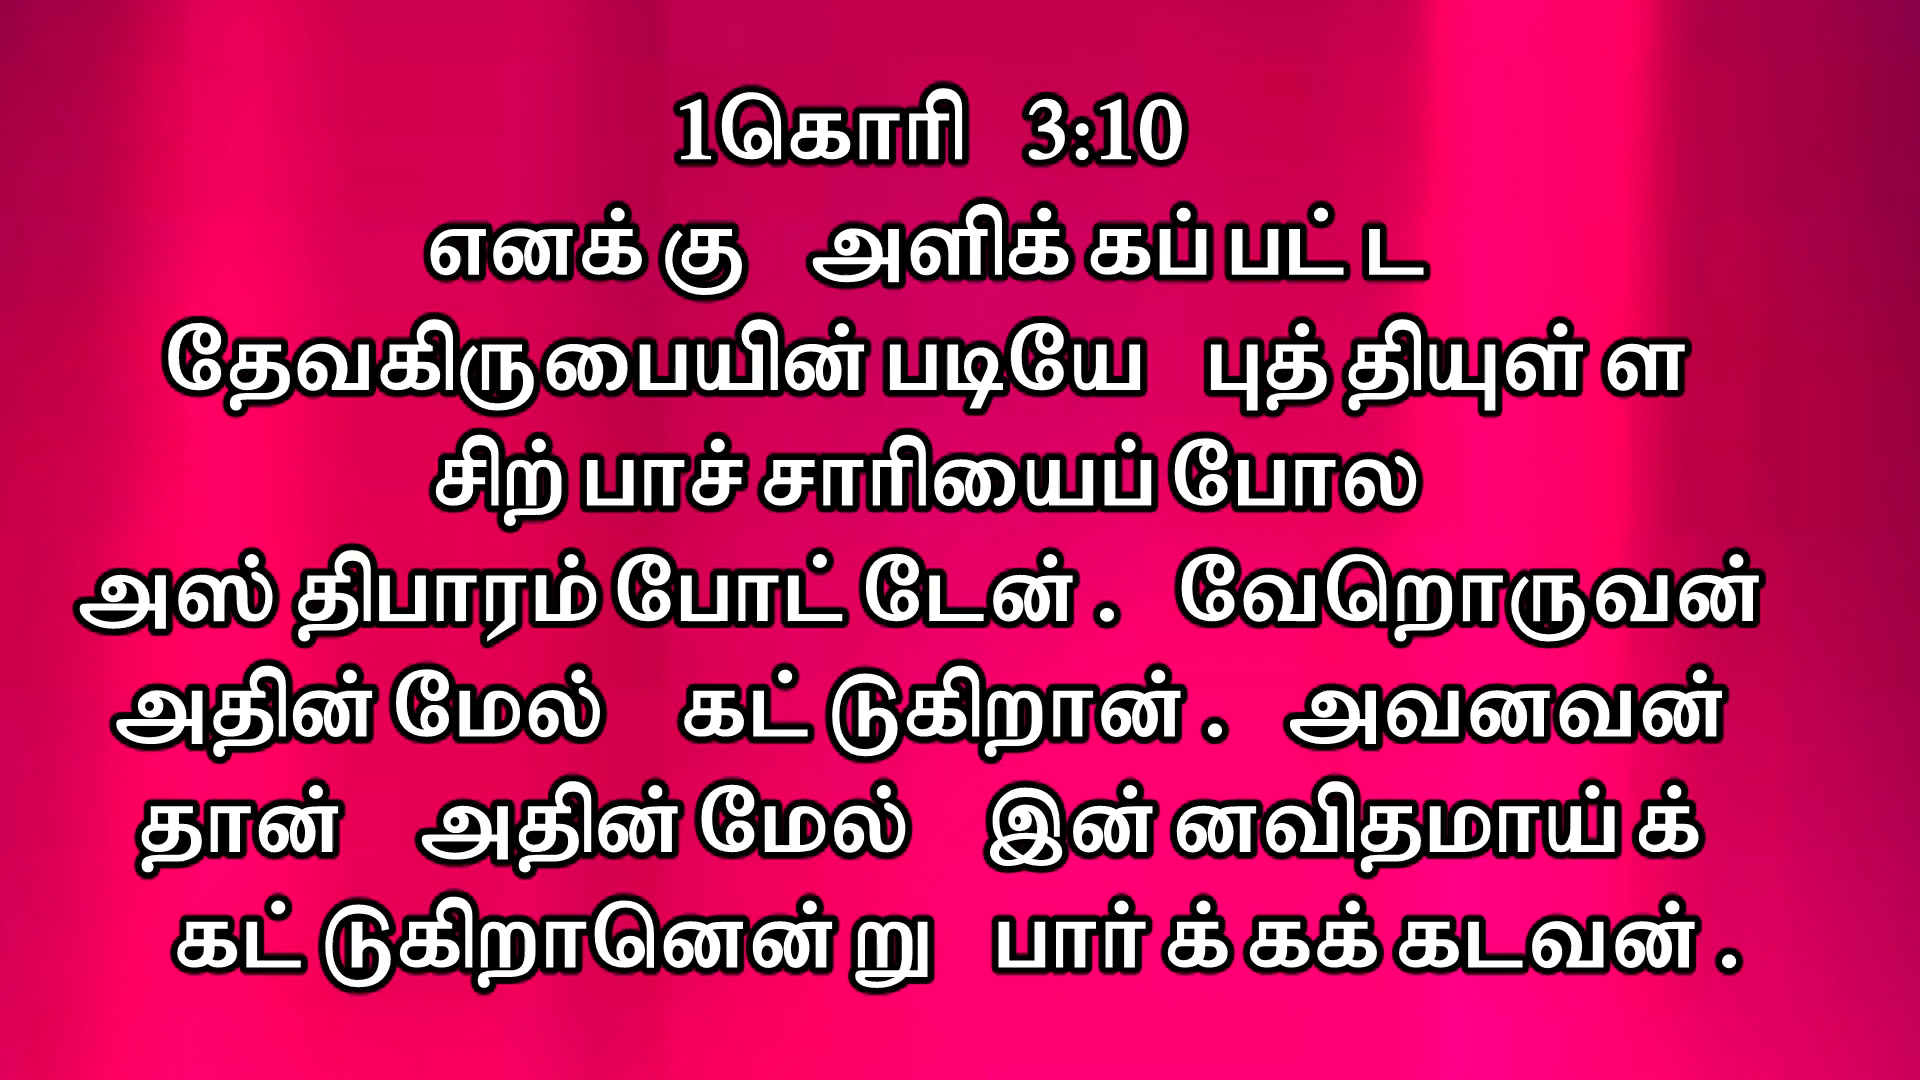 1கொரி 3:10
எனக்கு அளிக்கப்பட்ட
தேவகிருபையின்படியே புத்தியுள்ள
சிற்பாச்சாரியைப்போல
அஸ்திபாரம்போட்டேன். வேறொருவன்
அதின்மேல் கட்டுகிறான். அவனவன்
தான் அதின்மேல் இன்னவிதமாய்க்
கட்டுகிறானென்று பார்க்கக்கடவன்.